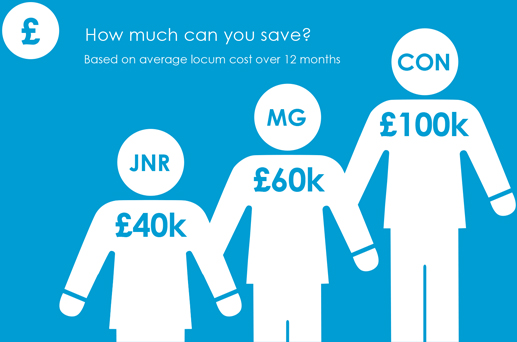 £
How much can you save?
Based on average locum cost over 12 months
CON
£100k
MG
£60k
JNR
£40k